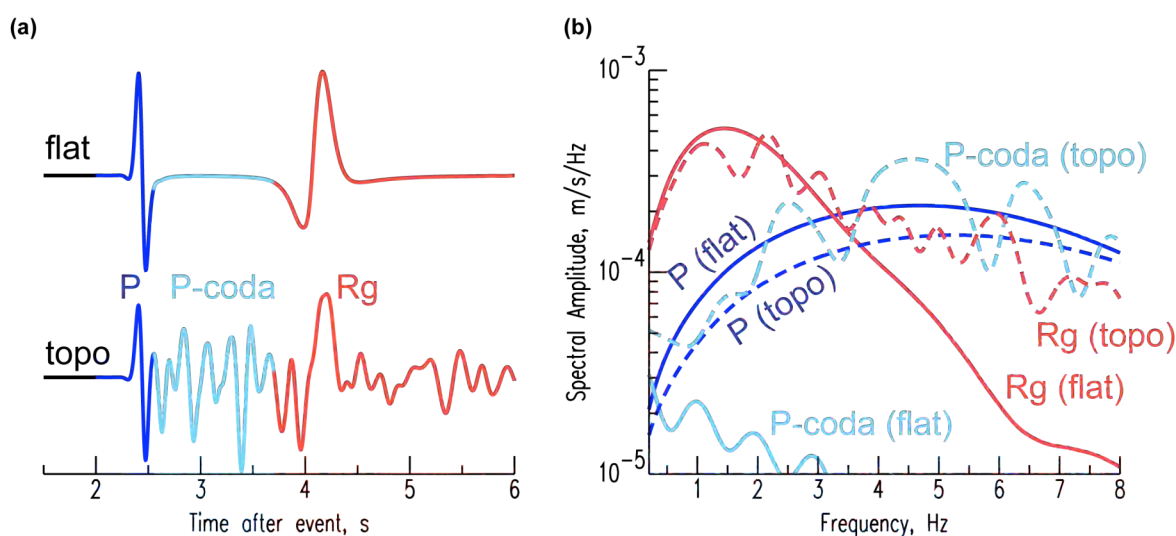 (a)
flat
P
P-coda
Rg
topo
2
3
4
5
6
Time after event, s
(b)
10⁻³
10⁻⁴
10⁻⁵
Spectral Amplitude, m/s/Hz
P-coda (topo)
P (flat)
P (topo)
Rg (topo)
Rg (flat)
P-coda (flat)
1
2
3
4
5
6
7
8
Frequency, Hz